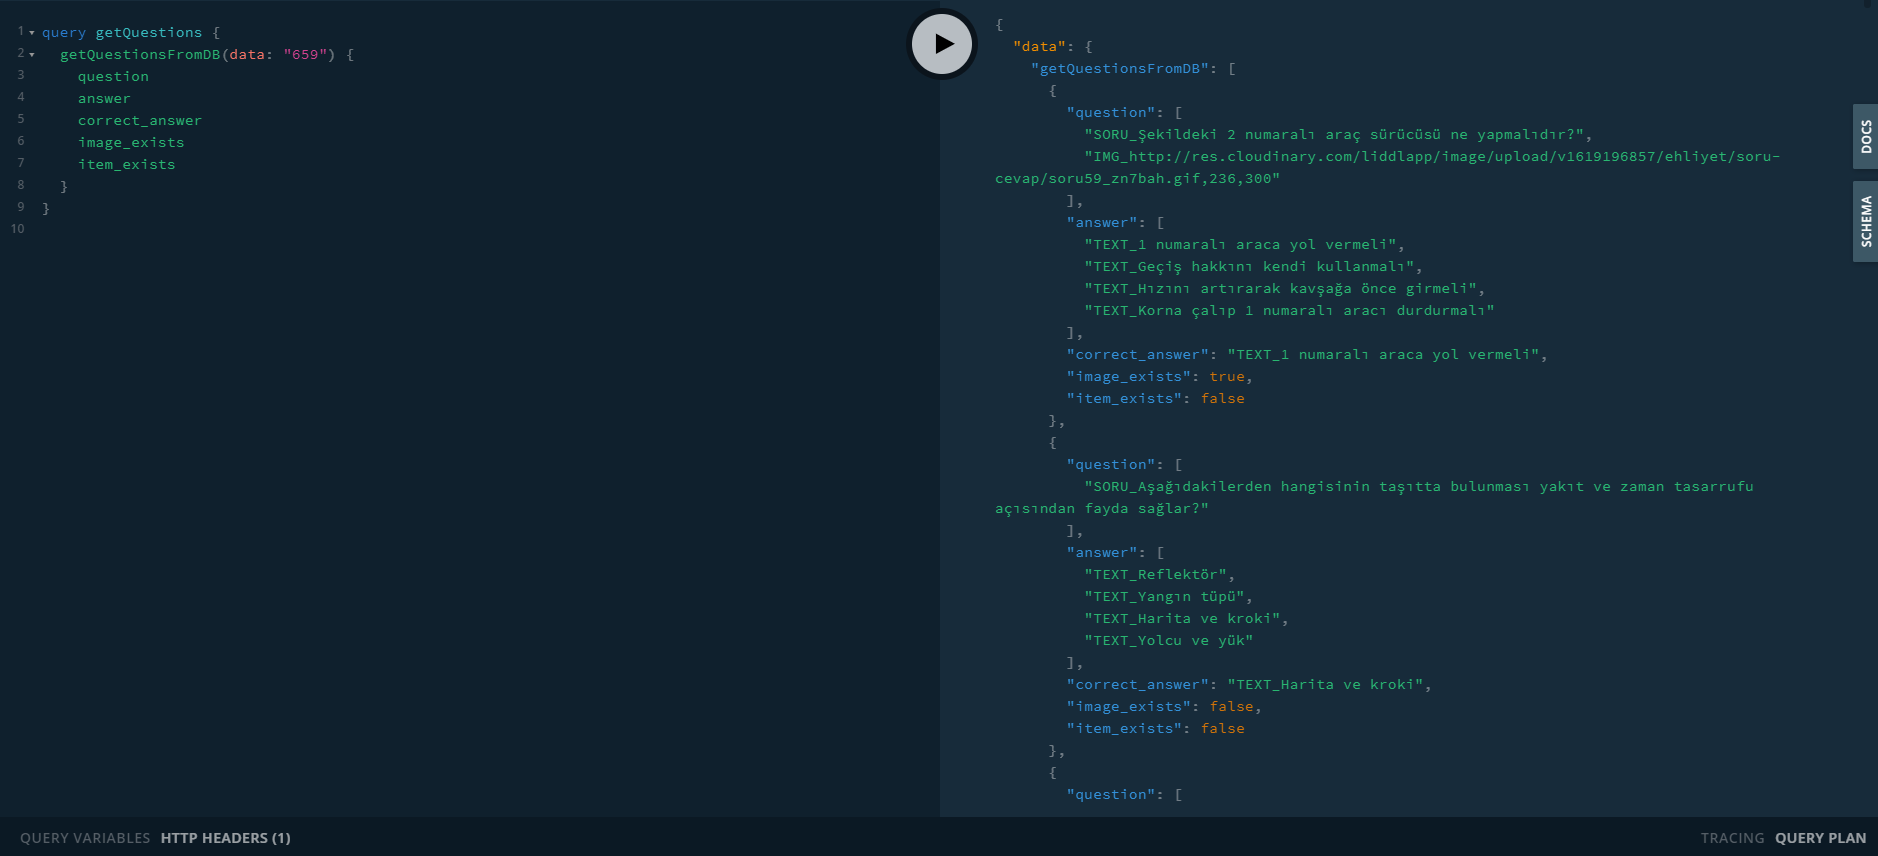 1 query getQuestions {
2 getQuestionsFromDB(data: "659") {
3 question
4 answer
5 correct_answer
6 image_exists
7 item_exists
8 }
9 }
10
{
"data": {
"getQuestionsFromDB": [
{
"question": [
"SORU_Şekildeki 2 numaralı araç sürücüsü ne yapmalıdır?",
"IMG_http://res.cloudinary.com/liddlapp/image/upload/v1619196857/ehliyet/soru-
cevap/soru59_zn7bah.gif,236,300"
],
"answer": [
"TEXT_1 numaralı araca yol vermeli",
"TEXT_Geçiş hakkını kendi kullanmalı",
"TEXT_Hızını artırarak kavşağa önce girmeli",
"TEXT_Korna çalıp 1 numaralı aracı durdurmalı"
],
"correct_answer": "TEXT_1 numaralı araca yol vermeli",
"image_exists": true,
"item_exists": false
},
{
"question": [
"SORU_Aşağıdakilerden hangisinin taşıtta bulunması yakıt ve zaman tasarrufu
açısından fayda sağlar?"
],
"answer": [
"TEXT_Reflektör",
"TEXT_Yangın tüpü",
"TEXT_Harita ve kroki",
"TEXT_Yolcu ve yük"
],
"correct_answer": "TEXT_Harita ve kroki",
"image_exists": false,
"item_exists": false
},
{
"question": [
DOCS
SCHEMA
QUERY VARIABLES HTTP HEADERS (1)
TRACING QUERY PLAN